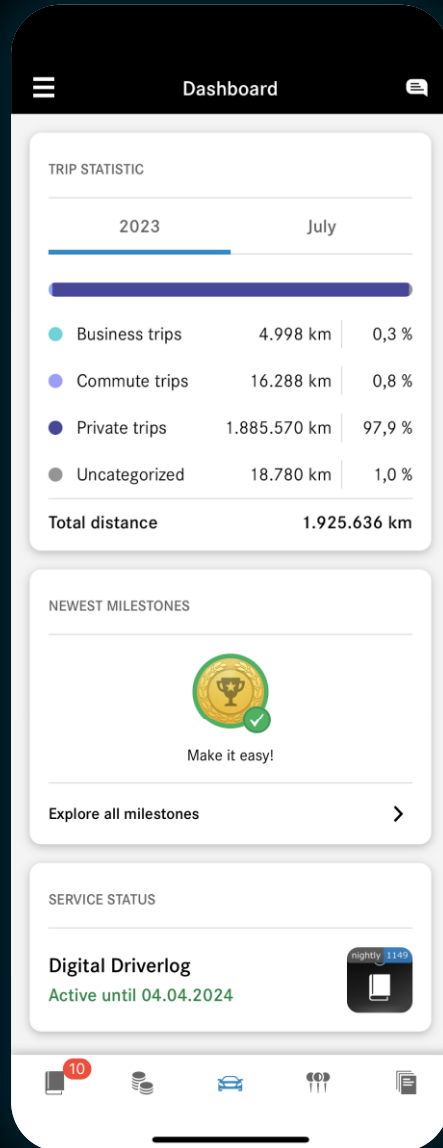 Dashboard
TRIP STATISTIC
2023 July
Business trips 4.998 km 0,3 %
Commute trips 16.288 km 0,8 %
Private trips 1.885.570 km 97,9 %
Uncategorized 18.780 km 1,0 %
Total distance 1.925.636 km
NEWEST MILESTONES
Make it easy!
Explore all milestones
SERVICE STATUS
nightly 1149
Digital Driverlog
Active until 04.04.2024
10